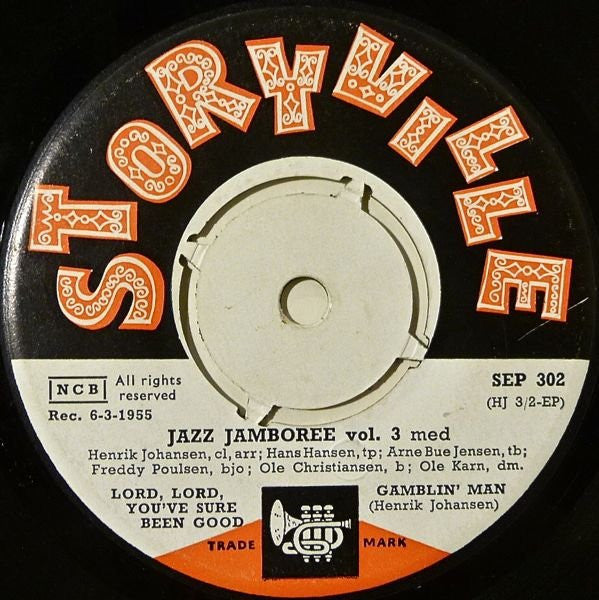 STORYVILLE
NCB
All rights
reserved
Rec. 6-3-1955
SEP 302
(HJ 3/2-EP)
JAZZ JAMBOREE vol. 3 med
Henrik Johansen, cl, arr; Hans Hansen, tp; Arne Bue Jensen, tb;
Freddy Poulsen, bjo; Ole Christiansen, b; Ole Karn, dm.
LORD, LORD,
YOU'VE SURE
BEEN GOOD
GAMBLIN' MAN
(Henrik Johansen)
TRADE MARK